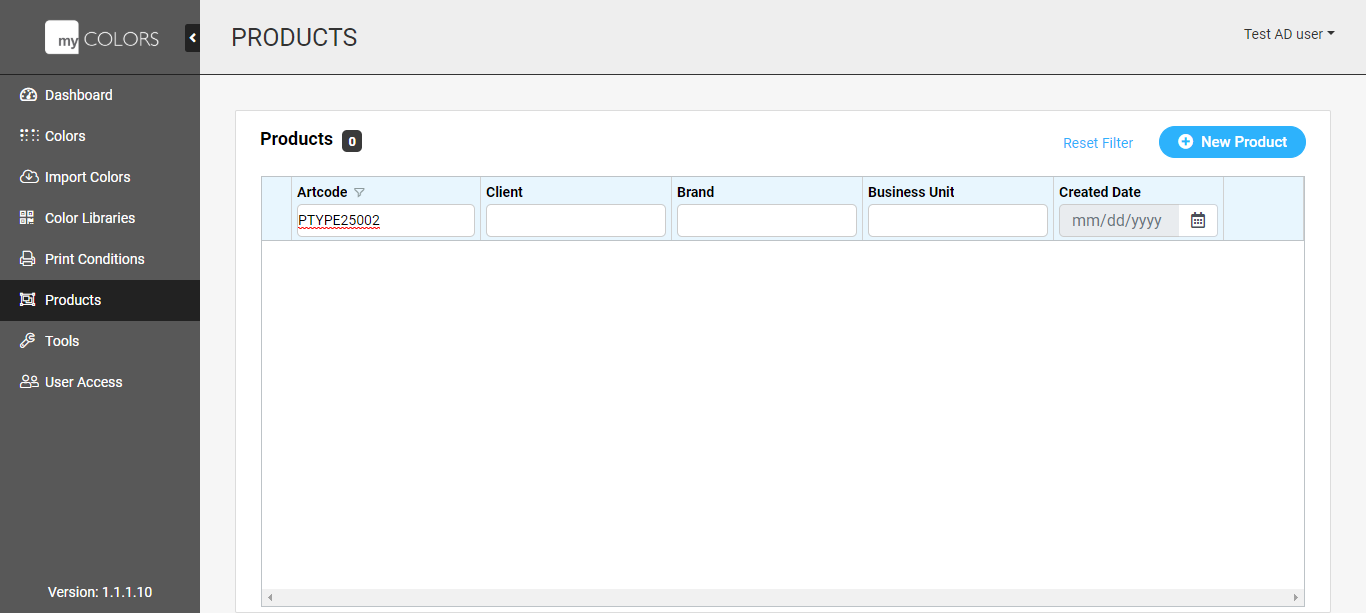 my COLORS
PRODUCTS
Test AD user
Dashboard
Colors
Import Colors
Color Libraries
Print Conditions
Products
Tools
User Access
Version: 1.1.1.10
Products 0
Reset Filter
New Product
Artcode Client Brand Business Unit Created Date
PTYPE25002 mm/dd/yyyy